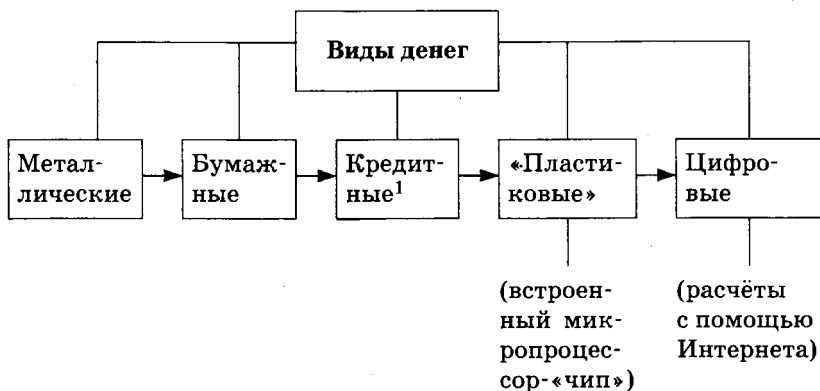 Виды денег
Метал-
лические
Бумаж-
ные
Кредит-
ные¹
«Пласти-
ковые»
Цифро-
вые
(встроен-
ный мик-
ропроцес-
сор-«чип»)
(расчёты
с помощью
Интернета)